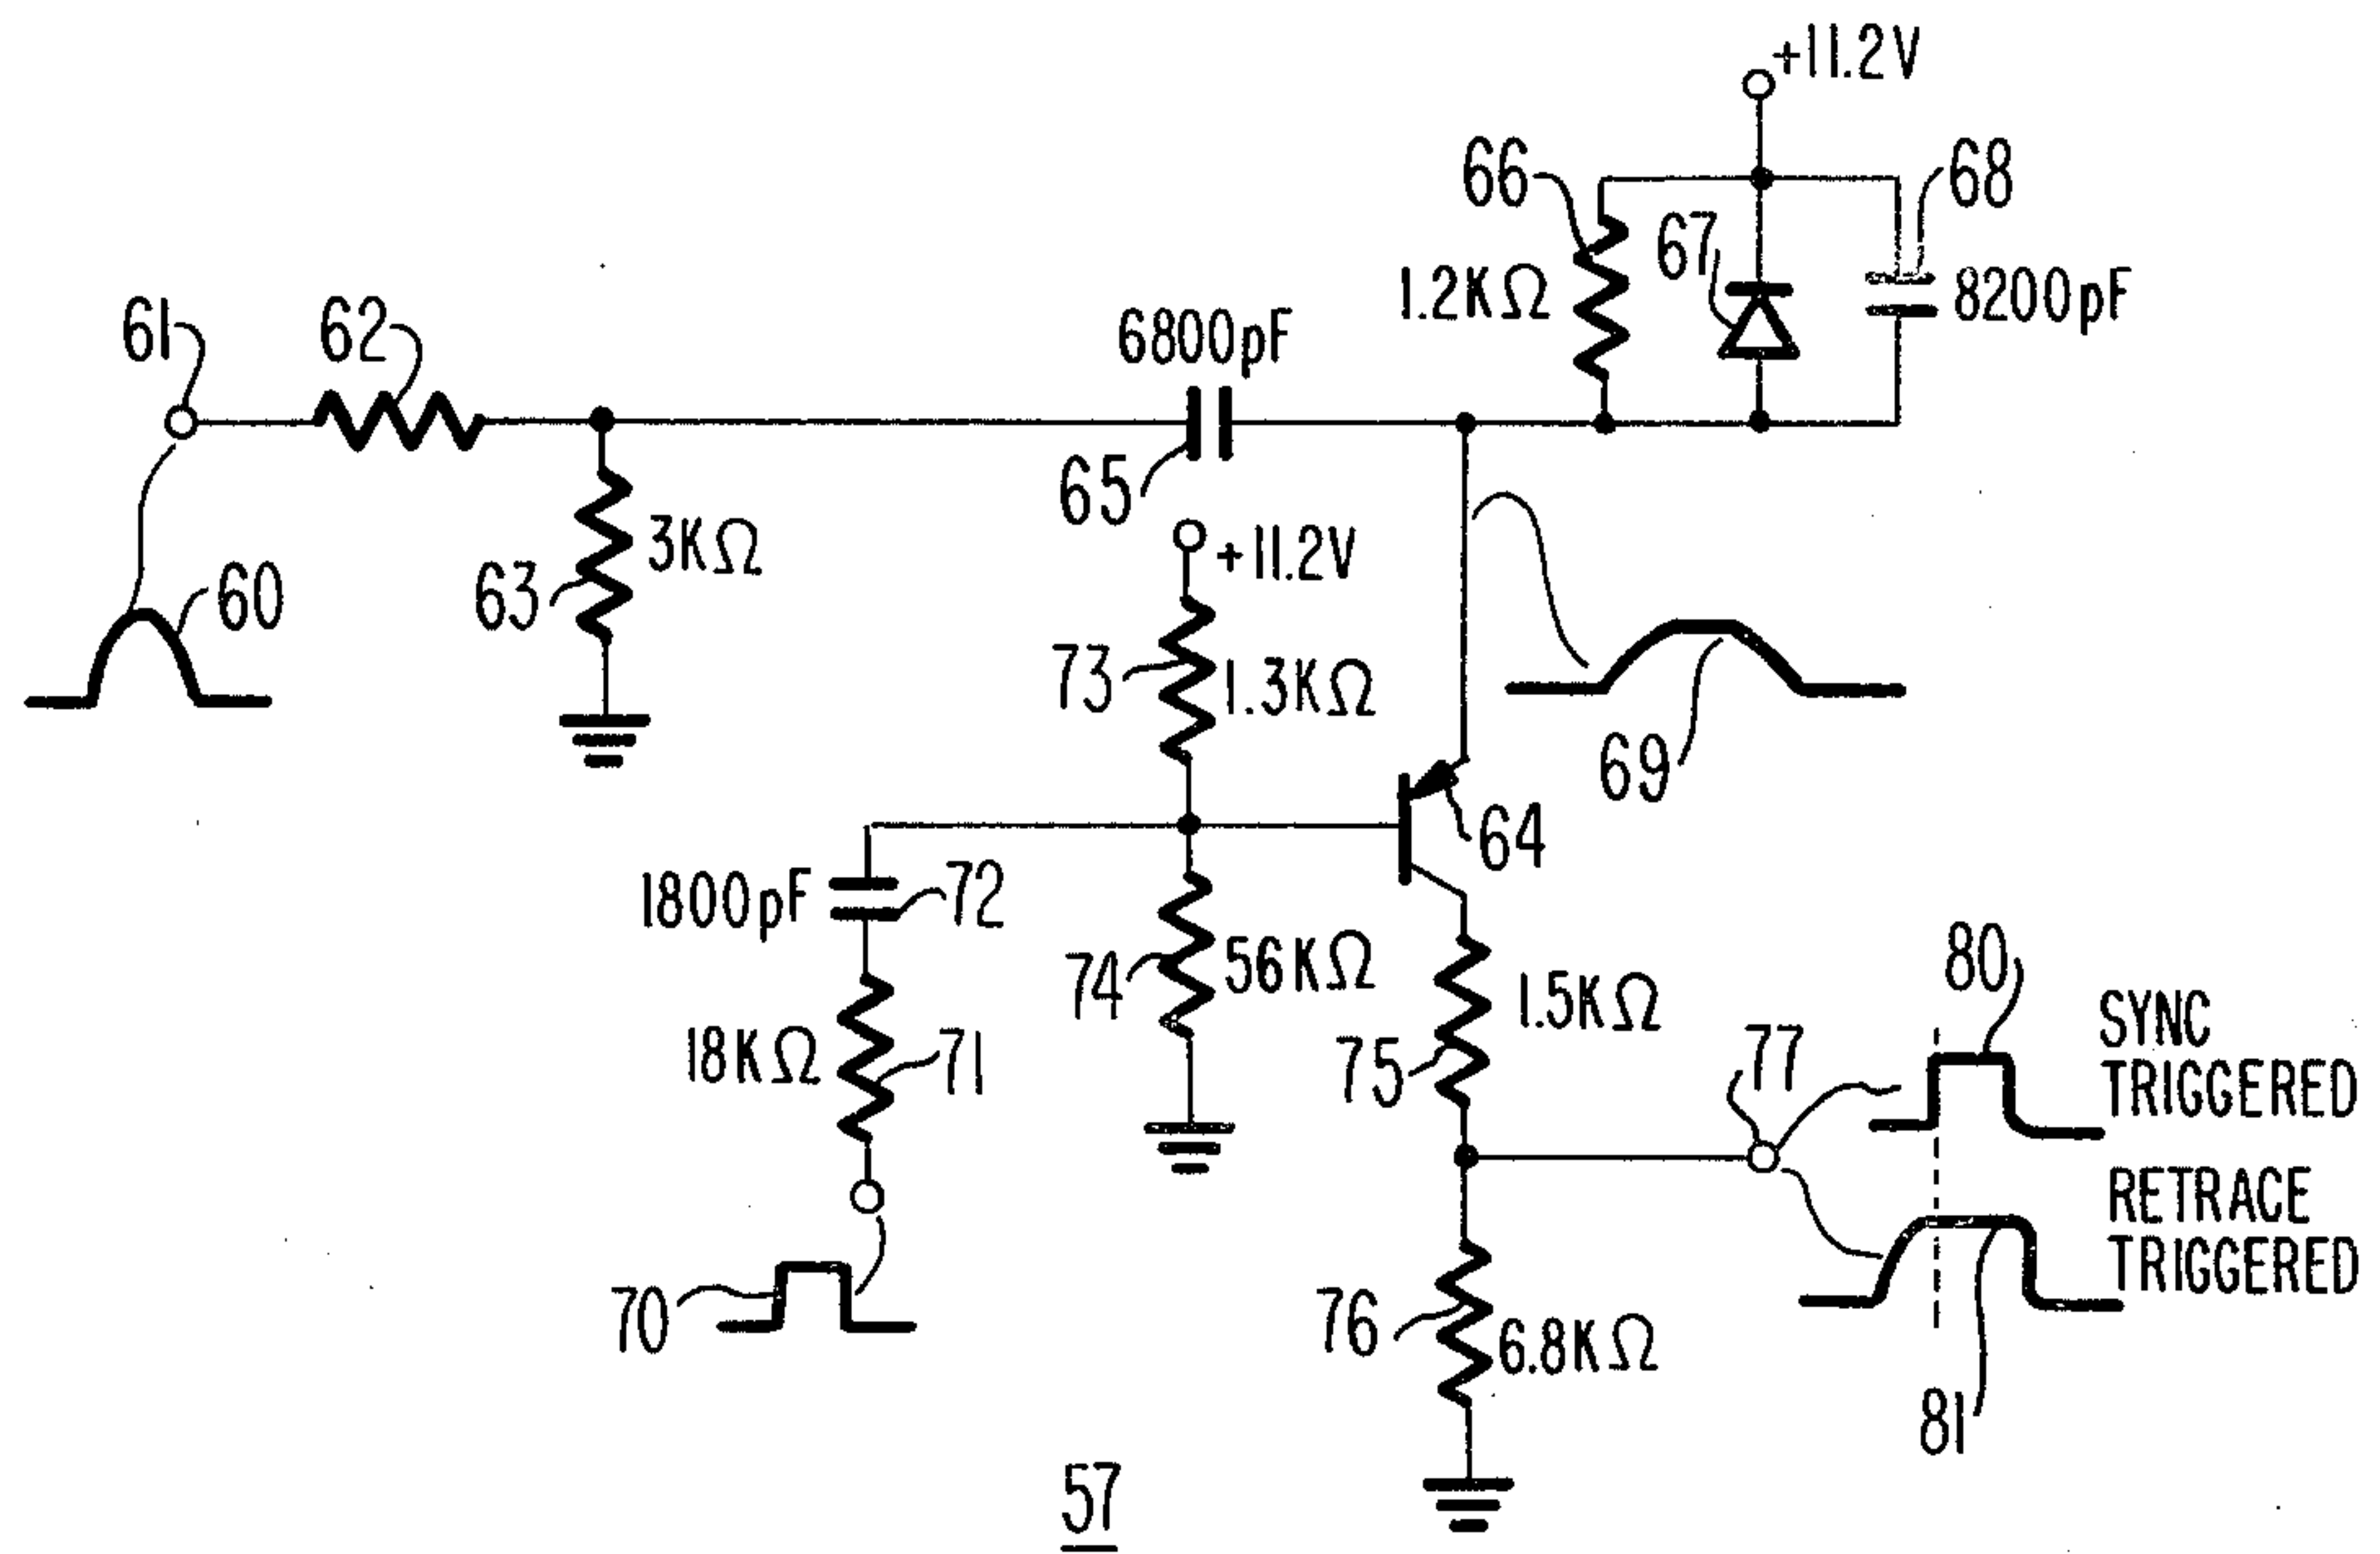 +11.2V
66
68
67
1.2KΩ
8200pF
61
62
6800pF
65
+11.2V
3KΩ
63
60
73
1.3KΩ
69
64
1800pF
72
74
56KΩ
80
SYNC
TRIGGERED
18KΩ
71
75
1.5KΩ
77
RETRACE
TRIGGERED
70
76
6.8KΩ
81
57